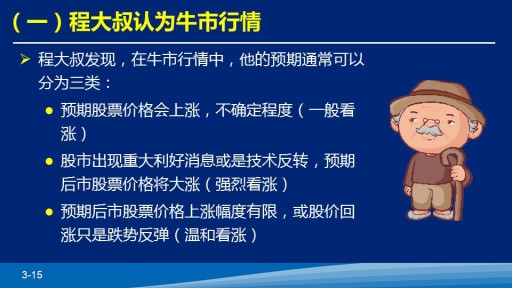 （一）程大叔认为牛市行情
程大叔发现，在牛市行情中，他的预期通常可以
分为三类：
预期股票价格会上涨，不确定程度（一般看
涨）
股市出现重大利好消息或是技术反转，预期
后市股票价格将大涨（强烈看涨）
预期后市股票价格上涨幅度有限，或股价回
涨只是跌势反弹（温和看涨）
3-15